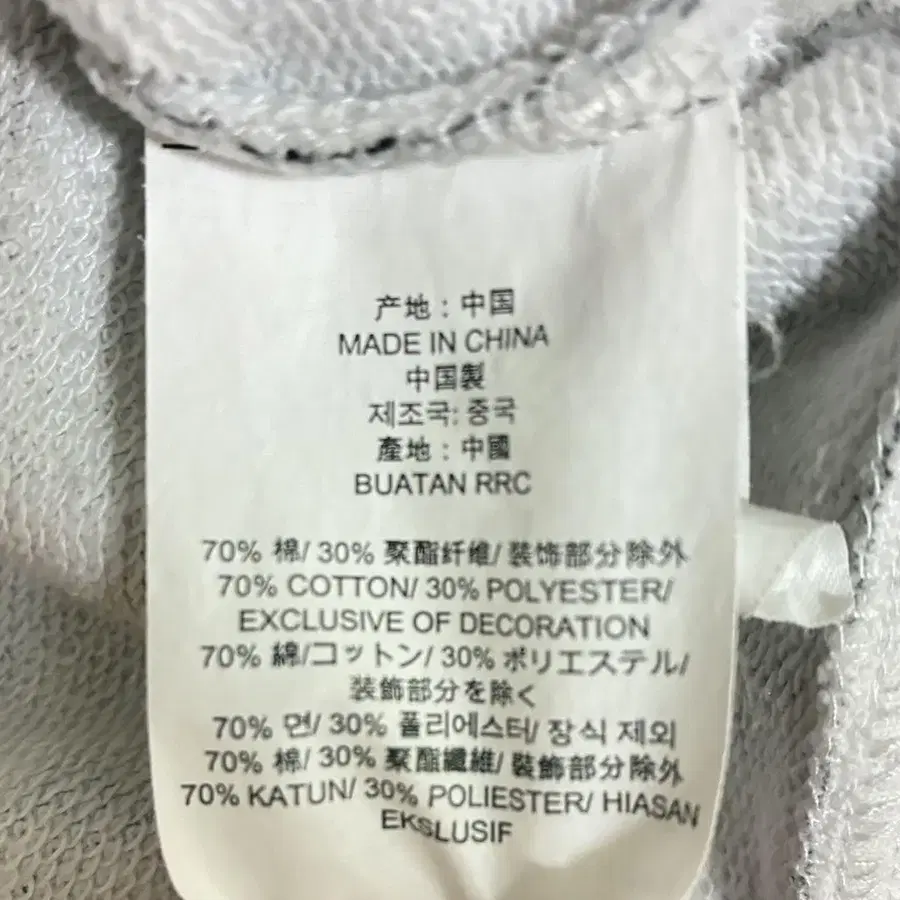 产地 : 中国
MADE IN CHINA
中国製
제조국: 중국
產地 : 中國
BUATAN RRC
70% 棉/ 30% 聚酯纤维/ 装饰部分除外
70% COTTON/ 30% POLYESTER/
EXCLUSIVE OF DECORATION
70% 綿/コットン/ 30% ポリエステル/
装飾部分を除く
70% 면/ 30% 폴리에스터/ 장식 제외
70% 棉/ 30% 聚酯纖維/ 裝飾部分除外
70% KATUN/ 30% POLIESTER/ HIASAN
EKSLUSIF